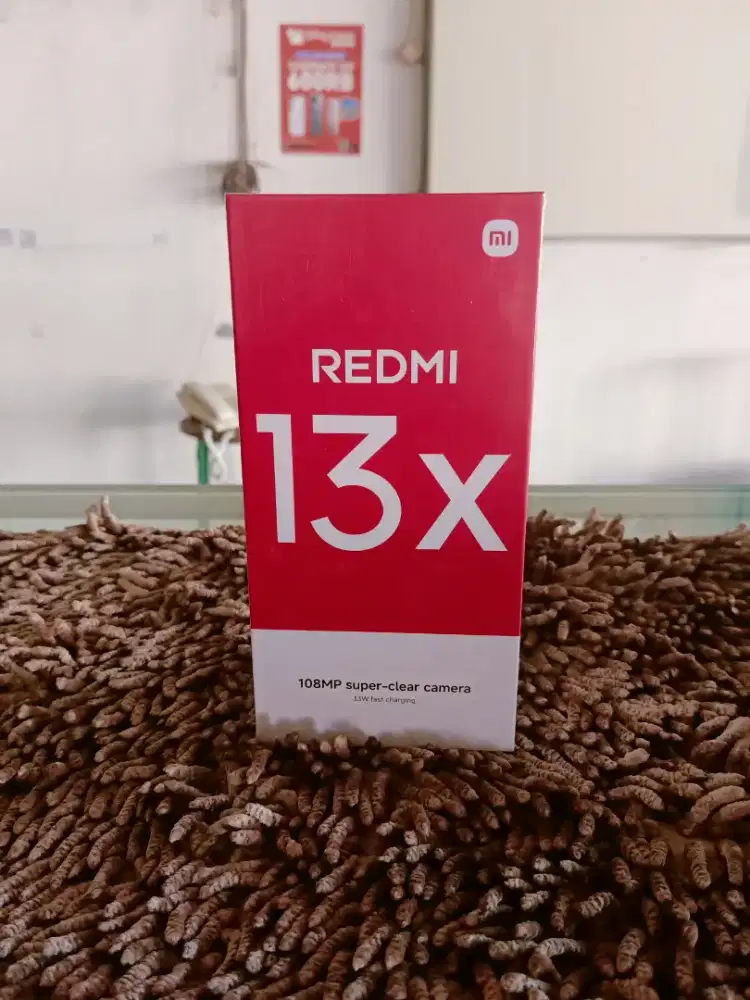 mi
REDMI
13x
108MP super-clear camera
33W fast charging